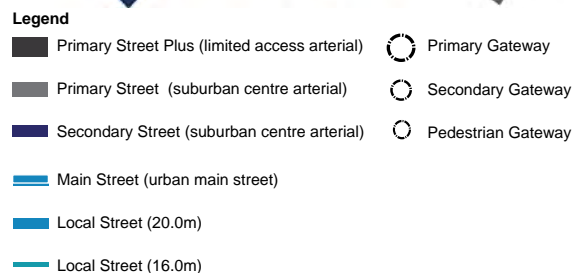 Legend
Primary Street Plus (limited access arterial)
Primary Street (suburban centre arterial)
Secondary Street (suburban centre arterial)
Main Street (urban main street)
Local Street (20.0m)
Local Street (16.0m)
Primary Gateway
Secondary Gateway
Pedestrian Gateway